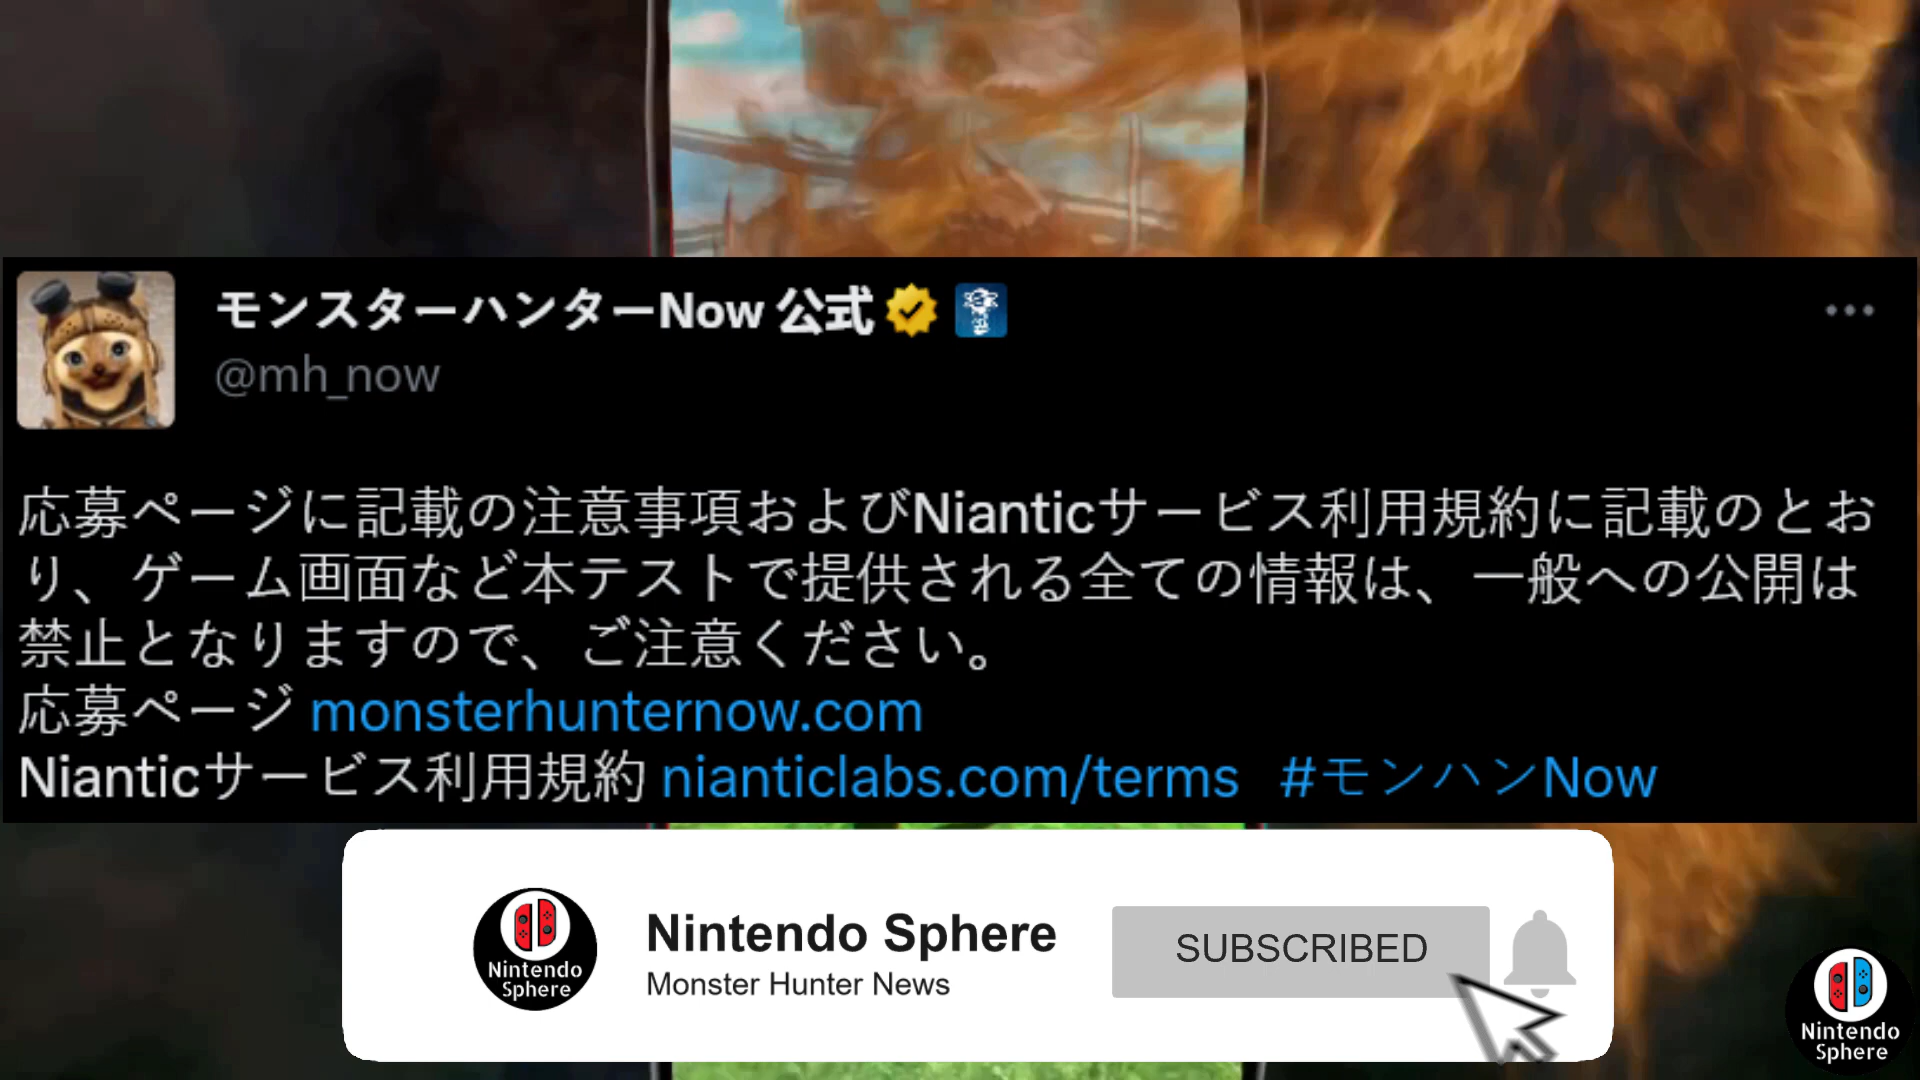 モンスターハンターNow 公式
@mh_now
応募ページに記載の注意事項およびNianticサービス利用規約に記載のとお
り、ゲーム画面など本テストで提供される全ての情報は、一般への公開は
禁止となりますので、ご注意ください。
応募ページ monsterhunternow.com
Nianticサービス利用規約 nianticlabs.com/terms #モンハンNow
Nintendo Sphere
Monster Hunter News
SUBSCRIBED
Nintendo
Sphere
Nintendo
Sphere